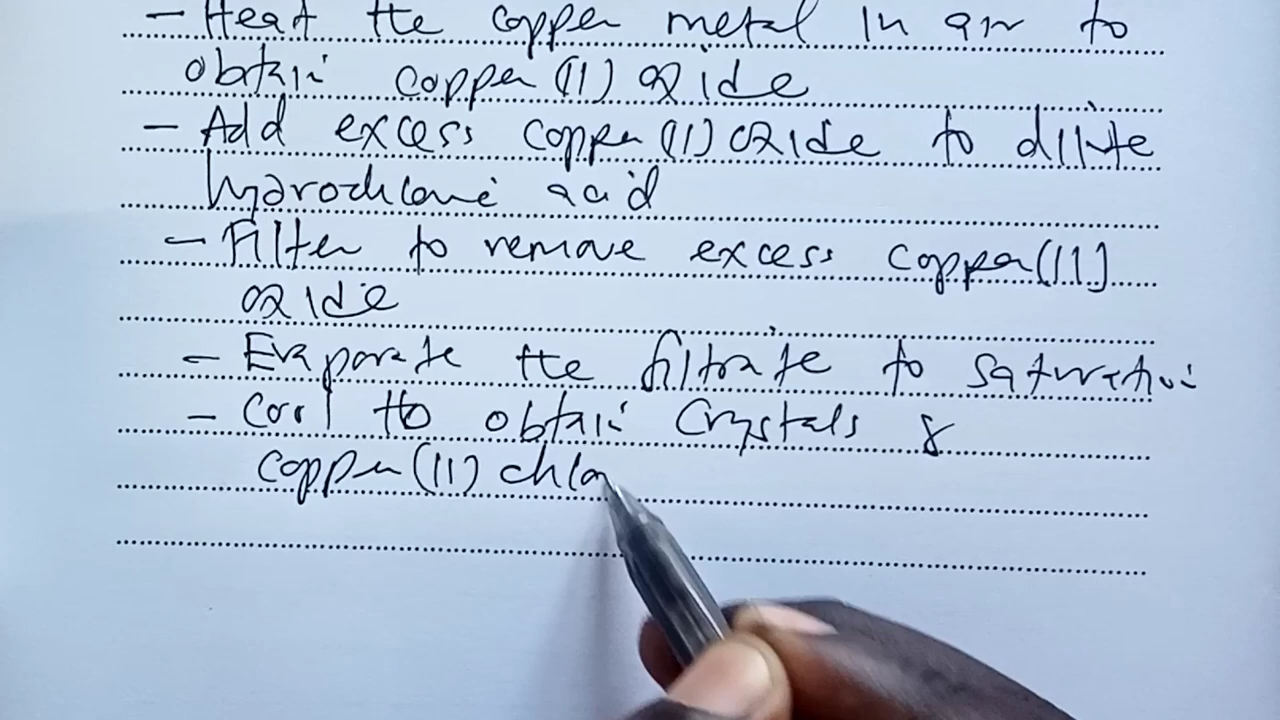 - Heat the copper metal in air to
obtain copper (II) oxide
- Add excess copper (II) oxide to dilute
hydrochloric acid
- Filter to remove excess copper (II)
oxide
- Evaporate the filtrate to saturation
- Cool to obtain crystals of
copper (II) chlo